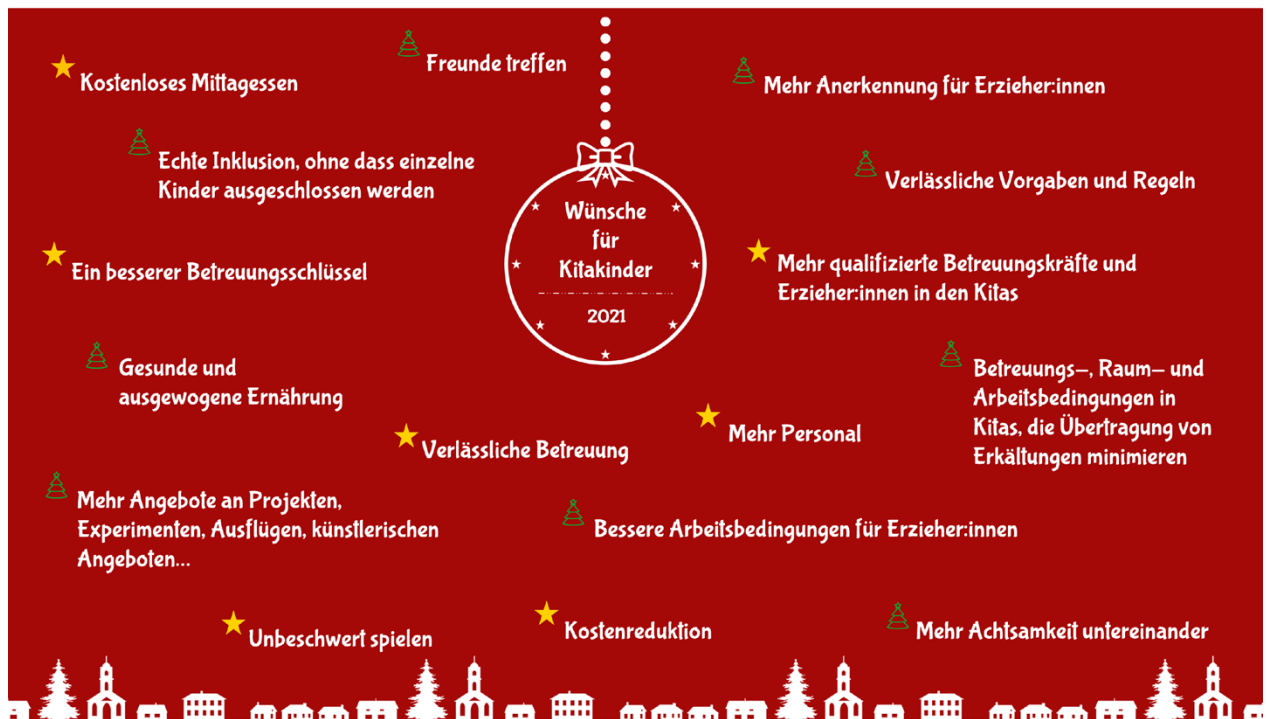 Kostenloses Mittagessen
Freunde treffen
Mehr Anerkennung für Erzieher:innen
Echte Inklusion, ohne dass einzelne
Kinder ausgeschlossen werden
Verlässliche Vorgaben und Regeln
Wünsche
für
Kitakinder
2021
Ein besserer Betreuungsschlüssel
Mehr qualifizierte Betreuungskräfte und
Erzieher:innen in den Kitas
Gesunde und
ausgewogene Ernährung
Betreuungs-, Raum- und
Arbeitsbedingungen in
Kitas, die Übertragung von
Erkältungen minimieren
Verlässliche Betreuung
Mehr Personal
Mehr Angebote an Projekten,
Experimenten, Ausflügen, künstlerischen
Angeboten...
Bessere Arbeitsbedingungen für Erzieher:innen
Unbeschwert spielen
Kostenreduktion
Mehr Achtsamkeit untereinander